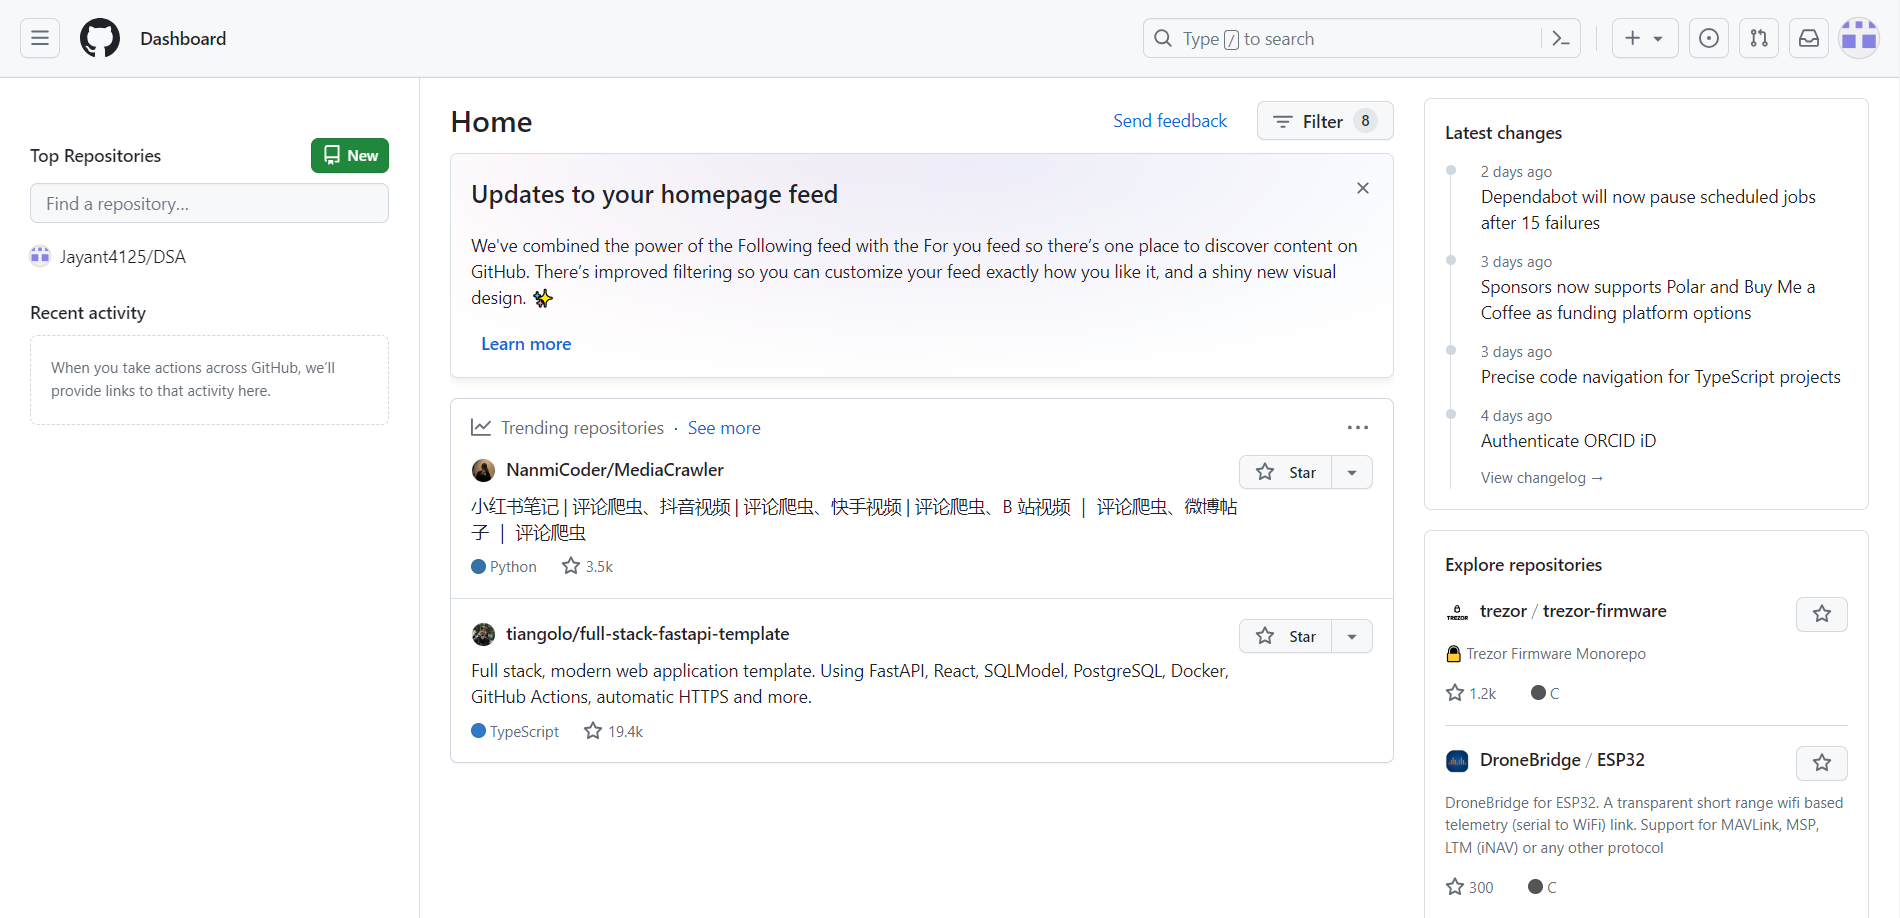 Dashboard
Type / to search
Top Repositories
New
Find a repository...
Jayant4125/DSA
Recent activity
When you take actions across GitHub, we'll
provide links to that activity here.
Home
Send feedback
Filter 8
Updates to your homepage feed
We've combined the power of the Following feed with the For you feed so there's one place to discover content on
GitHub. There's improved filtering so you can customize your feed exactly how you like it, and a shiny new visual
design. ✨
Learn more
Trending repositories · See more
NanmiCoder/MediaCrawler
Star
小红书笔记 | 评论爬虫、抖音视频 | 评论爬虫、快手视频 | 评论爬虫、B 站视频 ｜ 评论爬虫、微博帖
子 ｜ 评论爬虫
Python 3.5k
tiangolo/full-stack-fastapi-template
Star
Full stack, modern web application template. Using FastAPI, React, SQLModel, PostgreSQL, Docker,
GitHub Actions, automatic HTTPS and more.
TypeScript 19.4k
Latest changes
2 days ago
Dependabot will now pause scheduled jobs
after 15 failures
3 days ago
Sponsors now supports Polar and Buy Me a
Coffee as funding platform options
3 days ago
Precise code navigation for TypeScript projects
4 days ago
Authenticate ORCID iD
View changelog →
Explore repositories
TREZOR
trezor / trezor-firmware
🔒 Trezor Firmware Monorepo
1.2k C
DroneBridge / ESP32
DroneBridge for ESP32. A transparent short range wifi based
telemetry (serial to WiFi) link. Support for MAVLink, MSP,
LTM (iNAV) or any other protocol
300 C